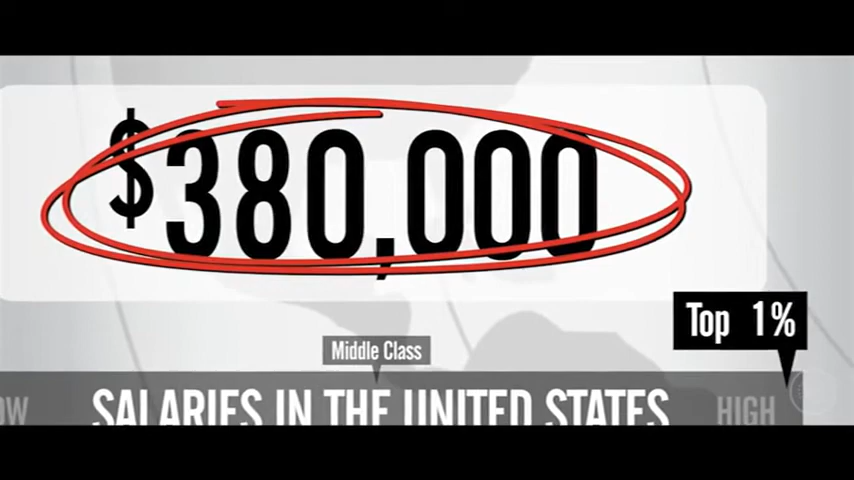 $380,000
Top 1%
Middle Class
SALARIES IN THE UNITED STATES
HIGH